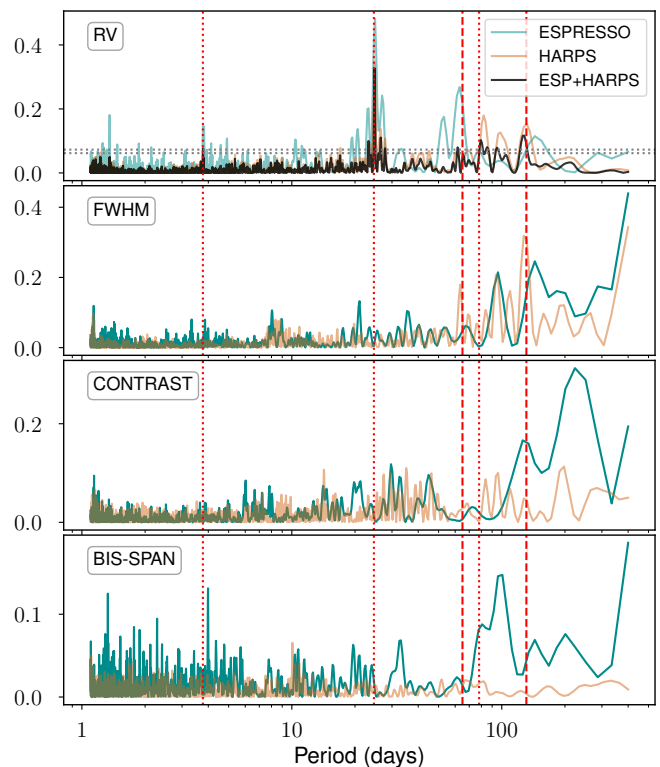 RV
ESPRESSO
HARPS
ESP+HARPS
0.4
0.2
0.0
FWHM
0.4
0.2
0.0
CONTRAST
0.2
0.0
BIS-SPAN
0.1
0.0
1
10
100
Period (days)